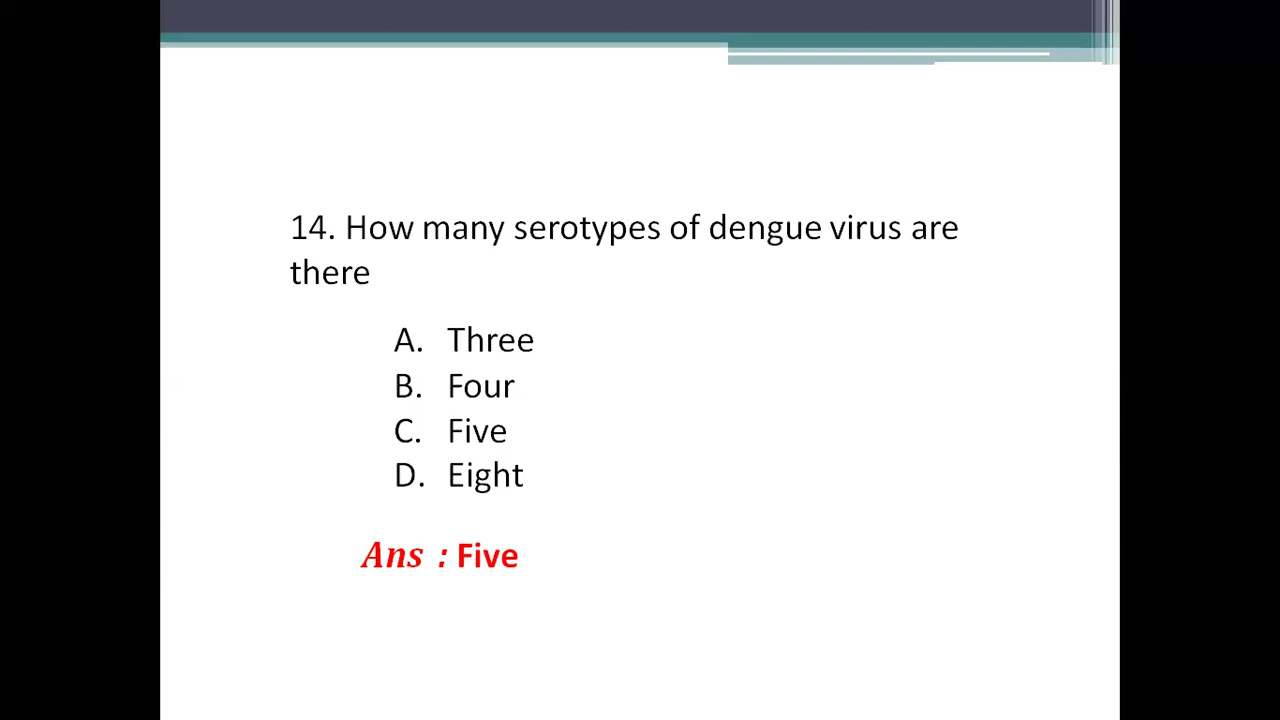 14. How many serotypes of dengue virus are
there
A. Three
B. Four
C. Five
D. Eight
Ans : Five